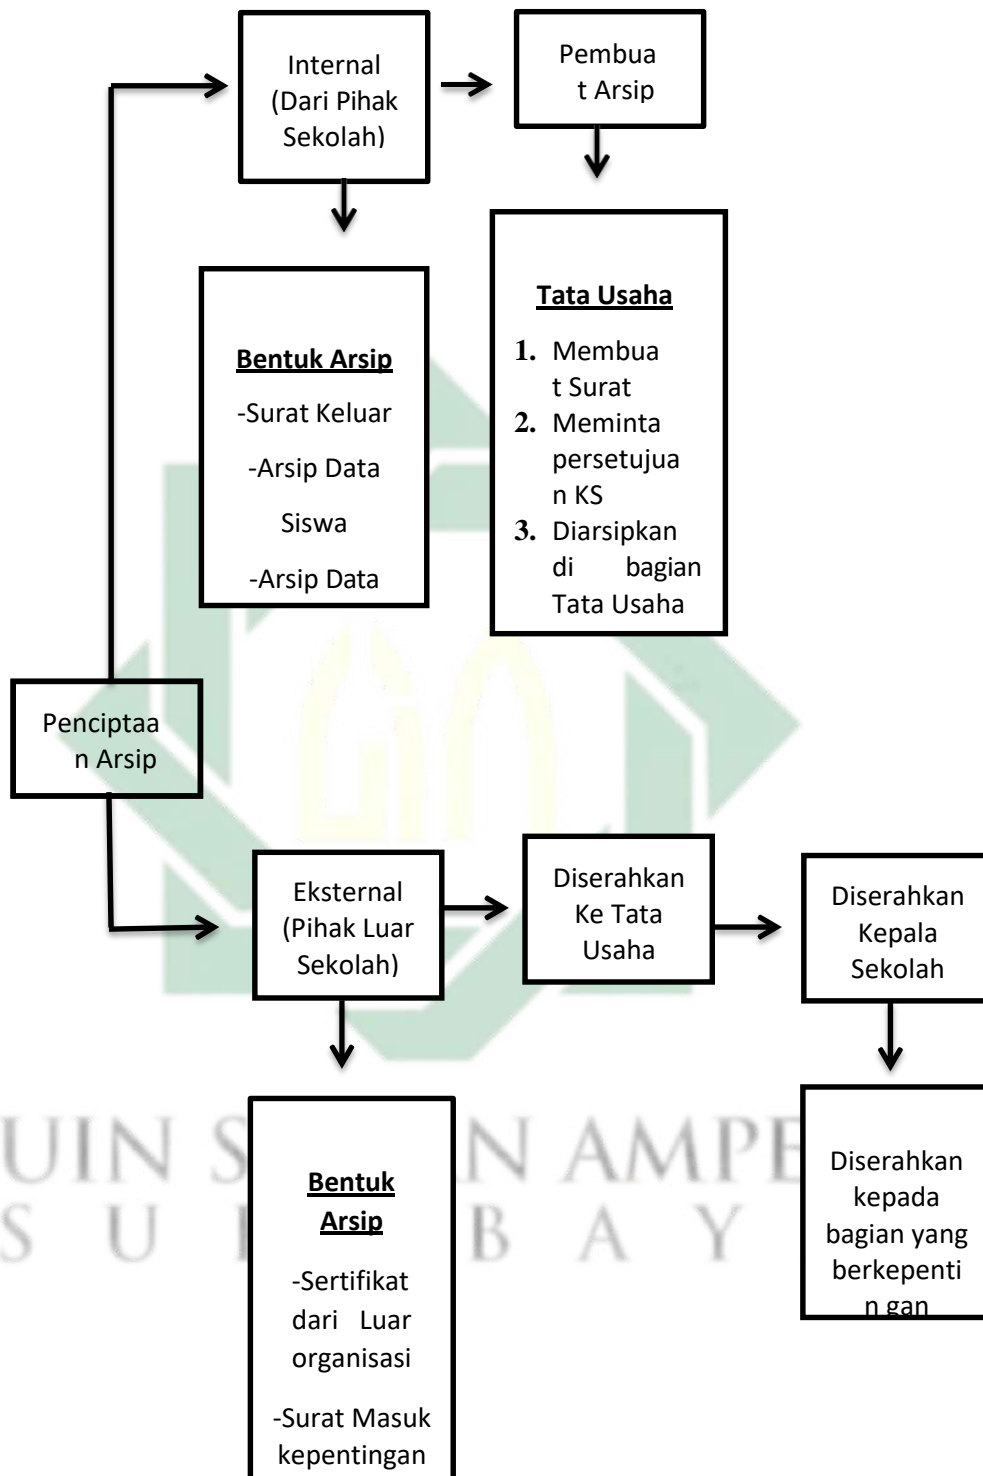 Internal
(Dari Pihak
Sekolah)
Pembua
t Arsip
Tata Usaha
1. Membua
t Surat
2. Meminta
persetujua
n KS
3. Diarsipkan
di bagian
Tata Usaha
Bentuk Arsip
-Surat Keluar
-Arsip Data
Siswa
-Arsip Data
Penciptaa
n Arsip
Eksternal
(Pihak Luar
Sekolah)
Diserahkan
Ke Tata
Usaha
Diserahkan
Kepala
Sekolah
Bentuk
Arsip
-Sertifikat
dari Luar
organisasi
-Surat Masuk
kepentingan
Diserahkan
kepada
bagian yang
berkepenti
n gan
UIN S N AMPE
S U B A Y